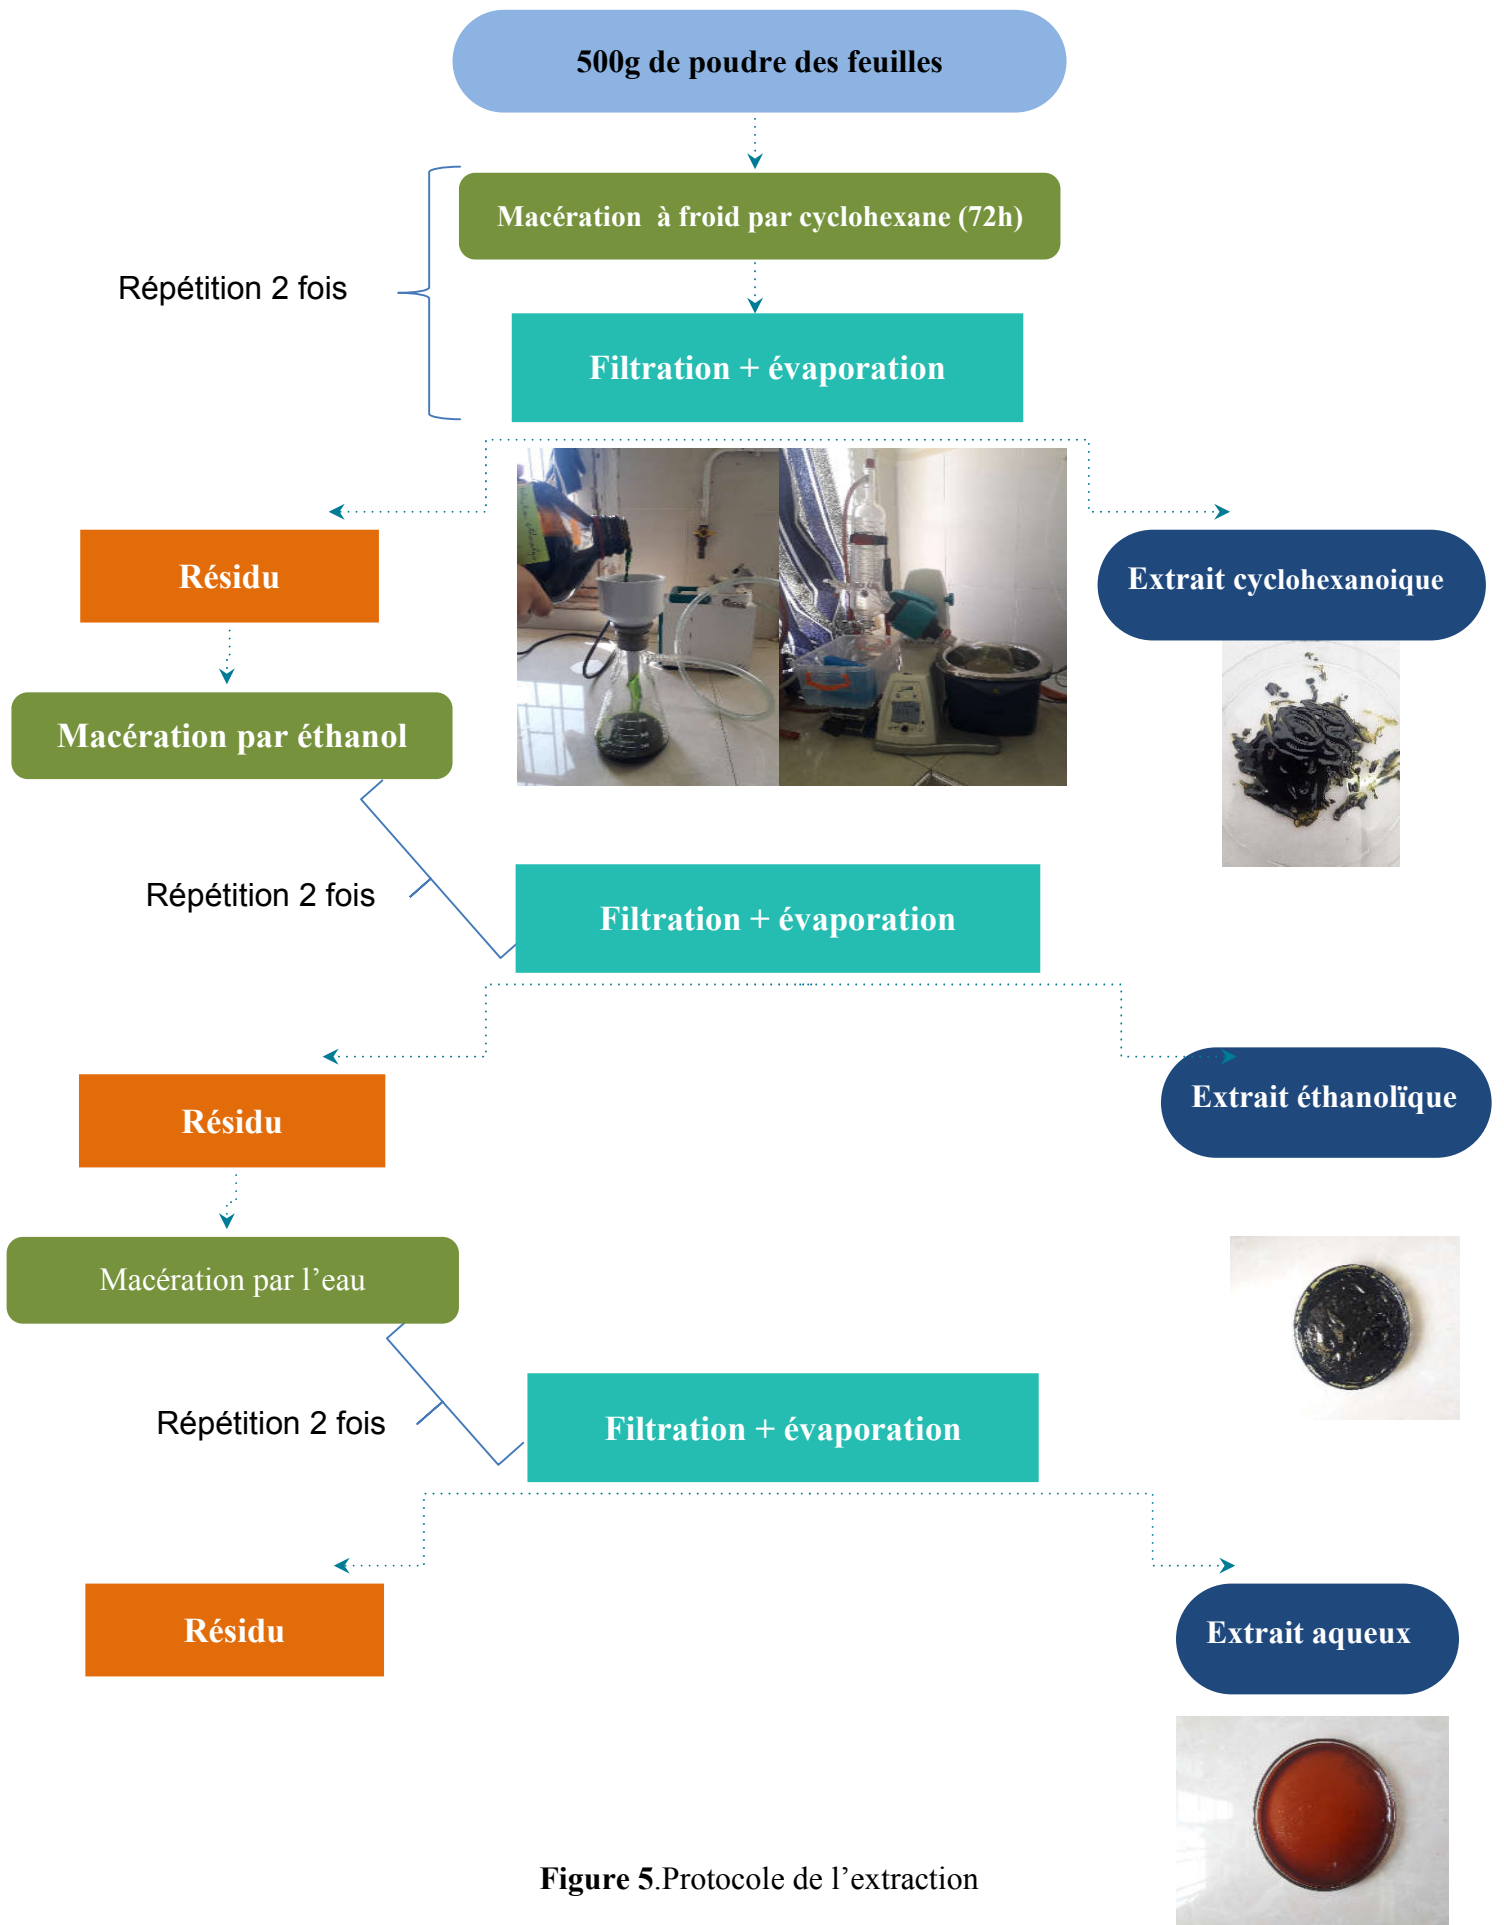 500g de poudre des feuilles
Macération à froid par cyclohexane (72h)
Répétition 2 fois
Filtration + évaporation
Résidu
Extrait cyclohexanoique
Macération par éthanol
Répétition 2 fois
Filtration + évaporation
Résidu
Extrait éthanolïque
Macération par l’eau
Répétition 2 fois
Filtration + évaporation
Résidu
Extrait aqueux
Figure 5.Protocole de l’extraction